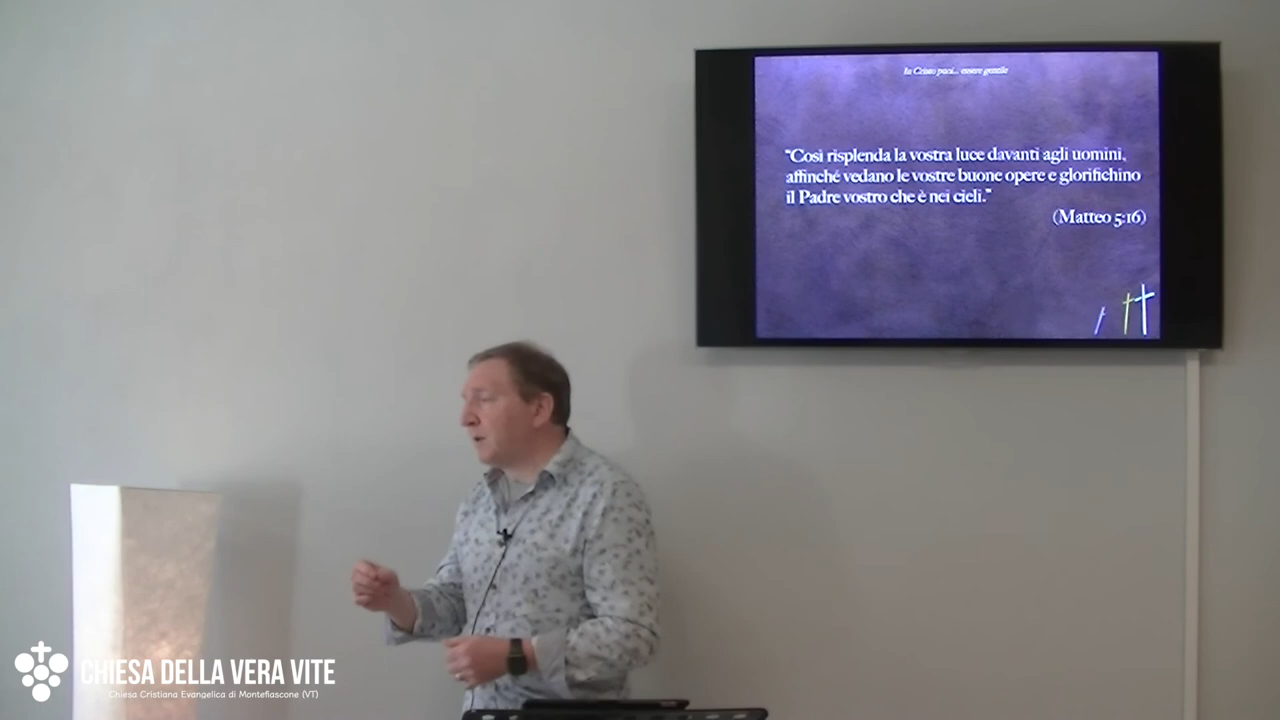 In Cristo puoi... essere gentile
"Così risplenda la vostra luce davanti agli uomini,
affinché vedano le vostre buone opere e glorifichino
il Padre vostro che è nei cieli."
(Matteo 5:16)
CHIESA DELLA VERA VITE
Chiesa Cristiana Evangelica di Montefiascone (VT)